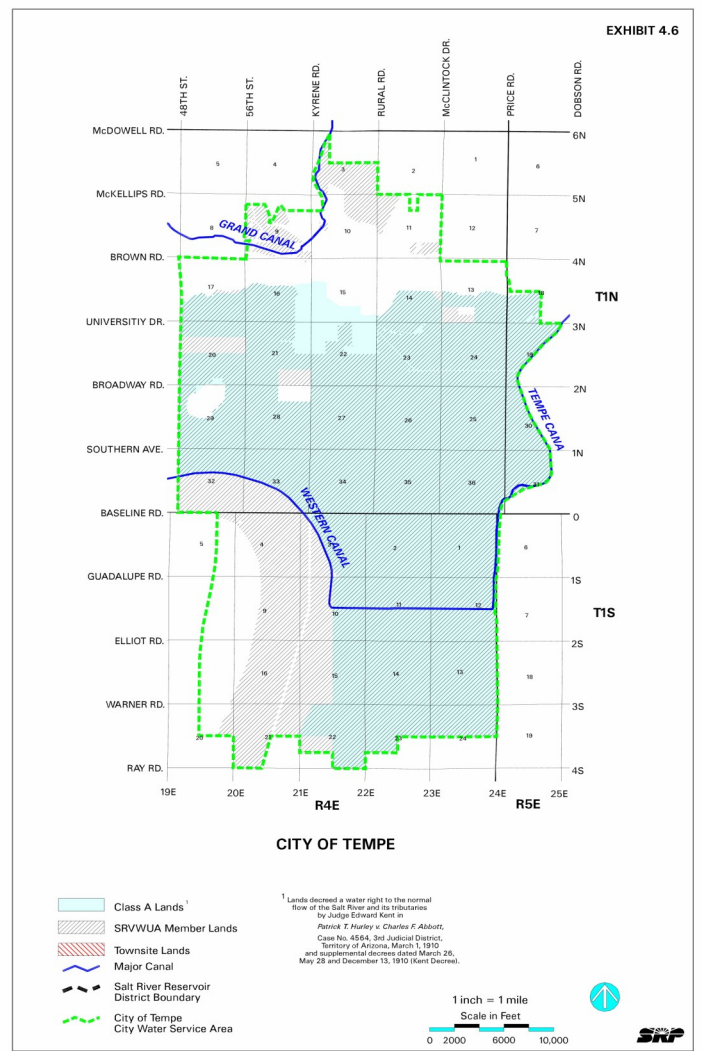 EXHIBIT 4.6
48TH ST.
56TH ST.
KYRENE RD.
RURAL RD.
McCLINTOCK DR.
PRICE RD.
DOBSON RD.
McDOWELL RD.
6N
5
4
3
2
1
6
McKELLIPS RD.
5N
8
GRAND CANAL
9
10
11
12
7
BROWN RD.
4N
17
16
15
14
13
18
T1N
UNIVERSITIY DR.
3N
20
21
22
23
24
19
BROADWAY RD.
2N
TEMPE CANA
29
28
27
26
25
30
SOUTHERN AVE.
1N
32
33
34
35
36
31
WESTERN CANAL
BASELINE RD.
0
5
4
2
1
6
GUADALUPE RD.
1S
9
10
11
12
7
T1S
ELLIOT RD.
2S
16
15
14
13
18
WARNER RD.
3S
20
21
22
23
24
19
RAY RD.
4S
19E
20E
21E
22E
23E
24E
25E
R4E
R5E
CITY OF TEMPE
Class A Lands 1
SRVWUA Member Lands
Townsite Lands
Major Canal
Salt River Reservoir
District Boundary
City of Tempe
City Water Service Area
1 Lands decreed a water right to the normal
flow of the Salt River and its tributaries
by Judge Edward Kent in
Patrick T. Hurley v. Charles F. Abbott,
Case No. 4564, 3rd Judicial District,
Territory of Arizona, March 1, 1910
and supplemental decrees dated March 26,
May 28 and December 13, 1910 (Kent Decree).
1 inch = 1 mile
Scale in Feet
0 2000 6000 10,000
SRP